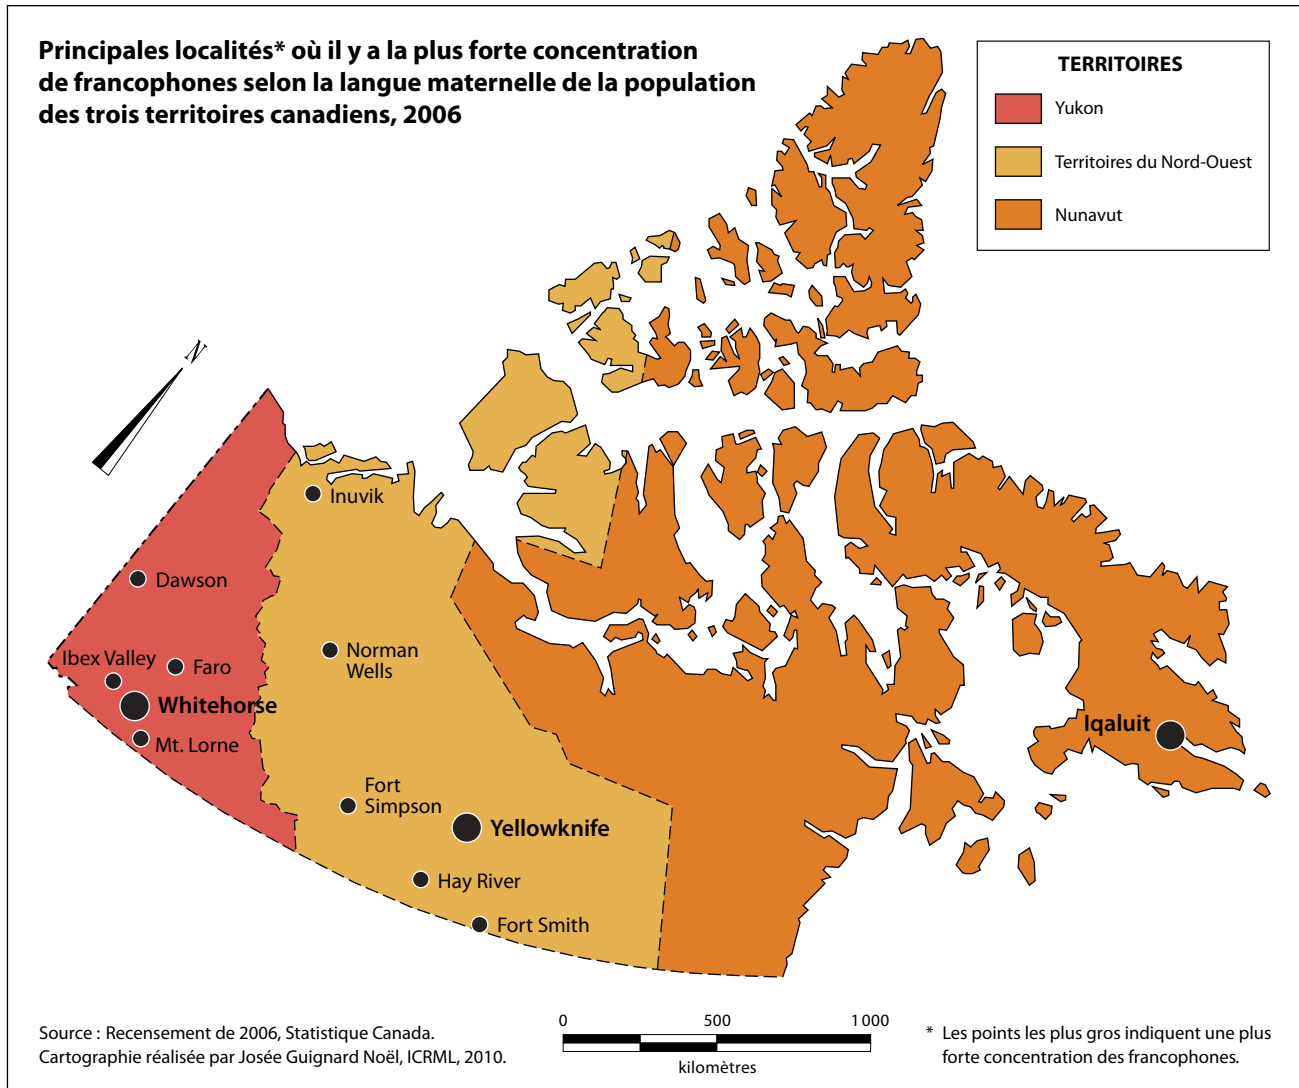 Principales localités* où il y a la plus forte concentration
de francophones selon la langue maternelle de la population
des trois territoires canadiens, 2006
TERRITOIRES
Yukon
Territoires du Nord-Ouest
Nunavut
N
Inuvik
Dawson
Ibex Valley
Faro
Norman
Wells
Whitehorse
Mt. Lorne
Iqaluit
Fort
Simpson
Yellowknife
Hay River
Fort Smith
Source : Recensement de 2006, Statistique Canada.
Cartographie réalisée par Josée Guignard Noël, ICRML, 2010.
0 500 1 000
kilomètres
* Les points les plus gros indiquent une plus
forte concentration des francophones.